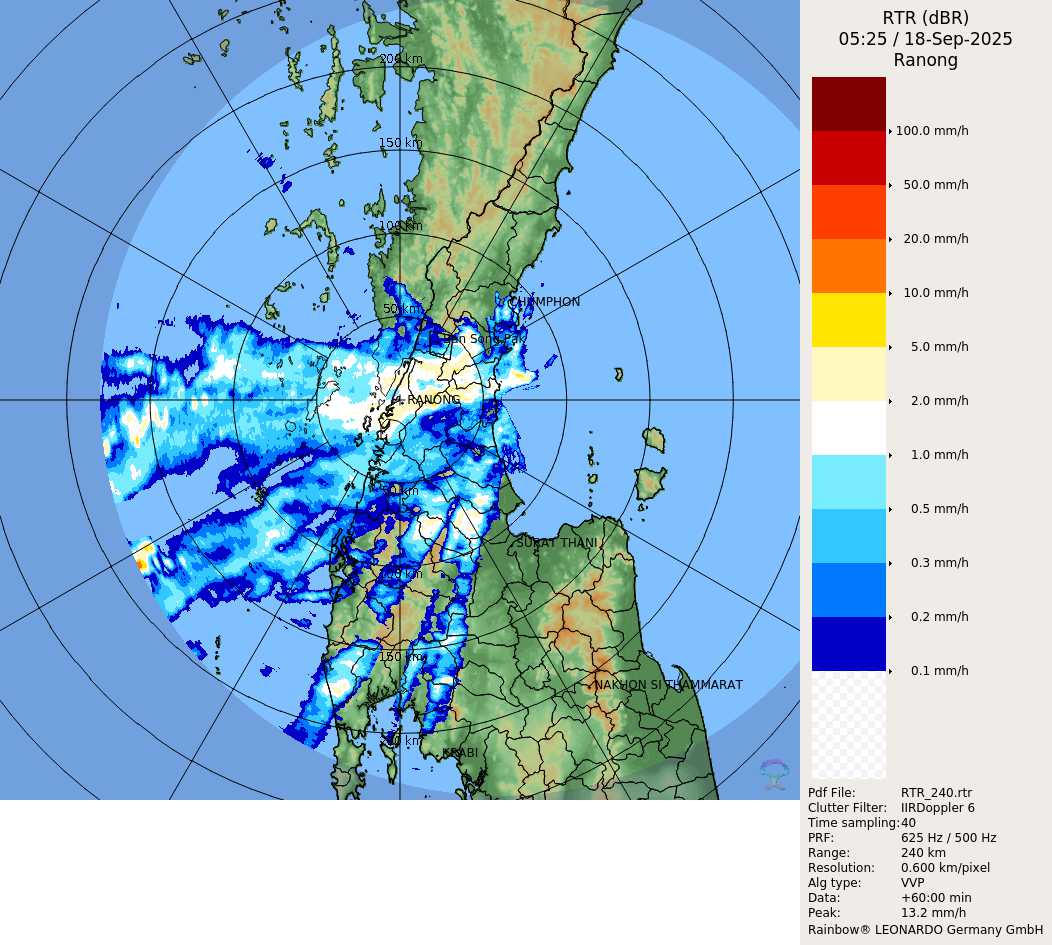 RTR (dBR)
05:25 / 18-Sep-2025
Ranong
200 km
150 km
100 km
50 km
CHUMPHON
Ban Song Pak
RANONG
50 km
SURAT THANI
100 km
150 km
NAKHON SI THAMMARAT
200 km
KRABI
100.0 mm/h
50.0 mm/h
20.0 mm/h
10.0 mm/h
5.0 mm/h
2.0 mm/h
1.0 mm/h
0.5 mm/h
0.3 mm/h
0.2 mm/h
0.1 mm/h
Pdf File: RTR_240.rtr
Clutter Filter: IIRDoppler 6
Time sampling: 40
PRF: 625 Hz / 500 Hz
Range: 240 km
Resolution: 0.600 km/pixel
Alg type: VVP
Data: +60:00 min
Peak: 13.2 mm/h
Rainbow® LEONARDO Germany GmbH